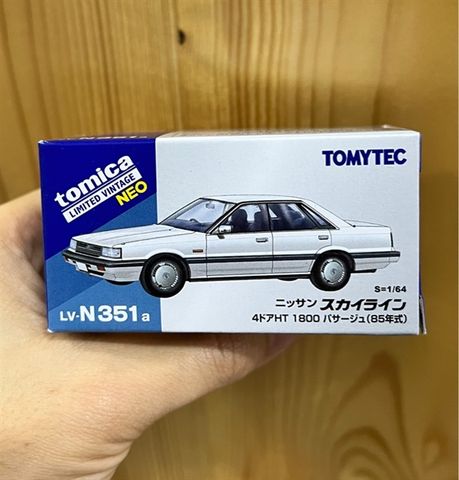 tomica
LIMITED VINTAGE
NEO
TOMYTEC
S=1/64
LV-N351a
ニッサン スカイライン
4ドアHT 1800 パサージュ(85年式)